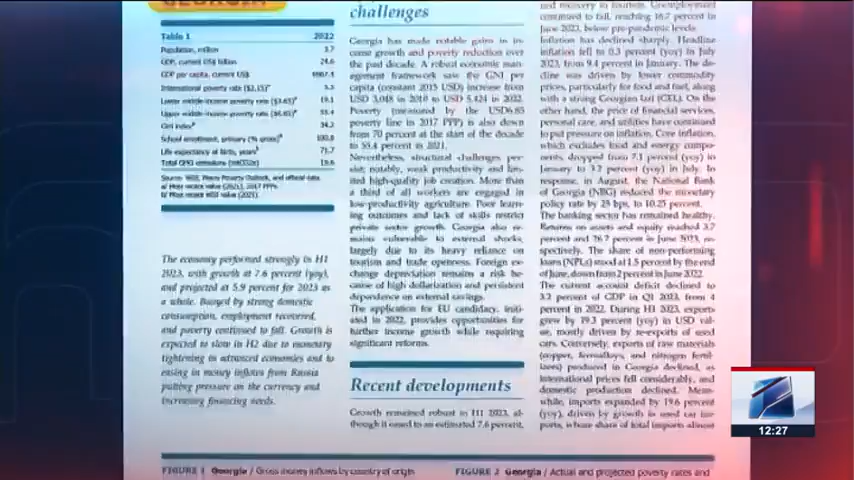 GEORGIA
Table 1 2022
Population, million 3.7
GDP, current US$ billion 24.6
GDP per capita, current US$
International poverty rate ($2.15)
Lower middle-income poverty rate ($3.65)
Upper middle-income poverty rate ($6.85)
Gini index
School enrollment, primary (% gross)
Life expectancy at birth, years
Total GHG emissions (mtCO2e)
The economy performed strongly in H1
2023, with growth at 7.6 percent (yoy),
and projected at 5.9 percent for 2023 as
a whole. Buoyed by strong domestic
consumption, employment recovered,
and poverty continued to fall. Growth is
expected to slow in H2 due to monetary
tightening in advanced economies and to
easing in money inflows from Russia
putting pressure on the currency and
increasing financing needs.
challenges
Georgia has made notable gains in in-
come growth and poverty reduction over
the past decade. A robust economic man-
agement framework saw the GNI per
capita (constant 2015 USD) increase from
USD 3,048 in 2010 to USD 5,424 in 2022.
Poverty (measured by the USD6.85
poverty line in 2017 PPP) is also down
from 70 percent at the start of the decade
to 55.4 percent in 2021.
Nevertheless, structural challenges per-
sist; notably, weak productivity and lim-
ited high-quality job creation. More than
a third of all workers are engaged in
low-productivity agriculture. Poor learn-
ing outcomes and lack of skills restrict
private sector growth. Georgia also re-
mains vulnerable to external shocks,
largely due to its heavy reliance on
tourism and trade openness. Foreign ex-
change depreciation remains a risk be-
cause of high dollarization and persistent
dependence on external savings.
The application for EU candidacy, initi-
ated in 2022, provides opportunities for
further income growth while requiring
significant reforms.
Recent developments
Growth remained robust in H1 2023, al-
though it eased to an estimated 7.6 percent,
ued recovery in tourism. Unemployment
continued to fall, reaching 16.7 percent in
June 2023, below pre-pandemic levels.
Inflation has declined sharply. Headline
inflation fell to 0.3 percent (yoy) in July
2023, from 9.4 percent in January. The de-
cline was driven by lower commodity
prices, particularly for food and fuel, along
with a strong Georgian lari (GEL). On the
other hand, the price of financial services,
personal care, and utilities have continued
to put pressure on inflation. Core inflation,
which excludes food and energy compo-
nents, dropped from 7.1 percent (yoy) in
January to 3.2 percent (yoy) in July. In
response, in August, the National Bank
of Georgia (NBG) reduced the monetary
policy rate by 25 bps, to 10.25 percent.
The banking sector has remained healthy.
Returns on assets and equity reached 3.7
percent and 26.7 percent in June 2023, re-
spectively. The share of non-performing
loans (NPLs) stood at 1.5 percent by the end
of June, down from 2 percent in June 2022.
The current account deficit declined to
3.2 percent of GDP in Q1 2023, from 4
percent in 2022. During H1 2023, exports
grew by 19.3 percent (yoy) in USD val-
ue, mostly driven by re-exports of used
cars. Conversely, exports of raw materials
(copper, ferroalloys, and nitrogen fertil-
izers) produced in Georgia declined, as
international prices fell considerably, and
domestic production declined. Mean-
while, imports expanded by 19.6 percent
(yoy), driven by growth in used car im-
ports, whose share of total imports almost
FIGURE 1 Georgia / Gross money inflows by country of origin
FIGURE 2 Georgia / Actual and projected poverty rates and
12:27